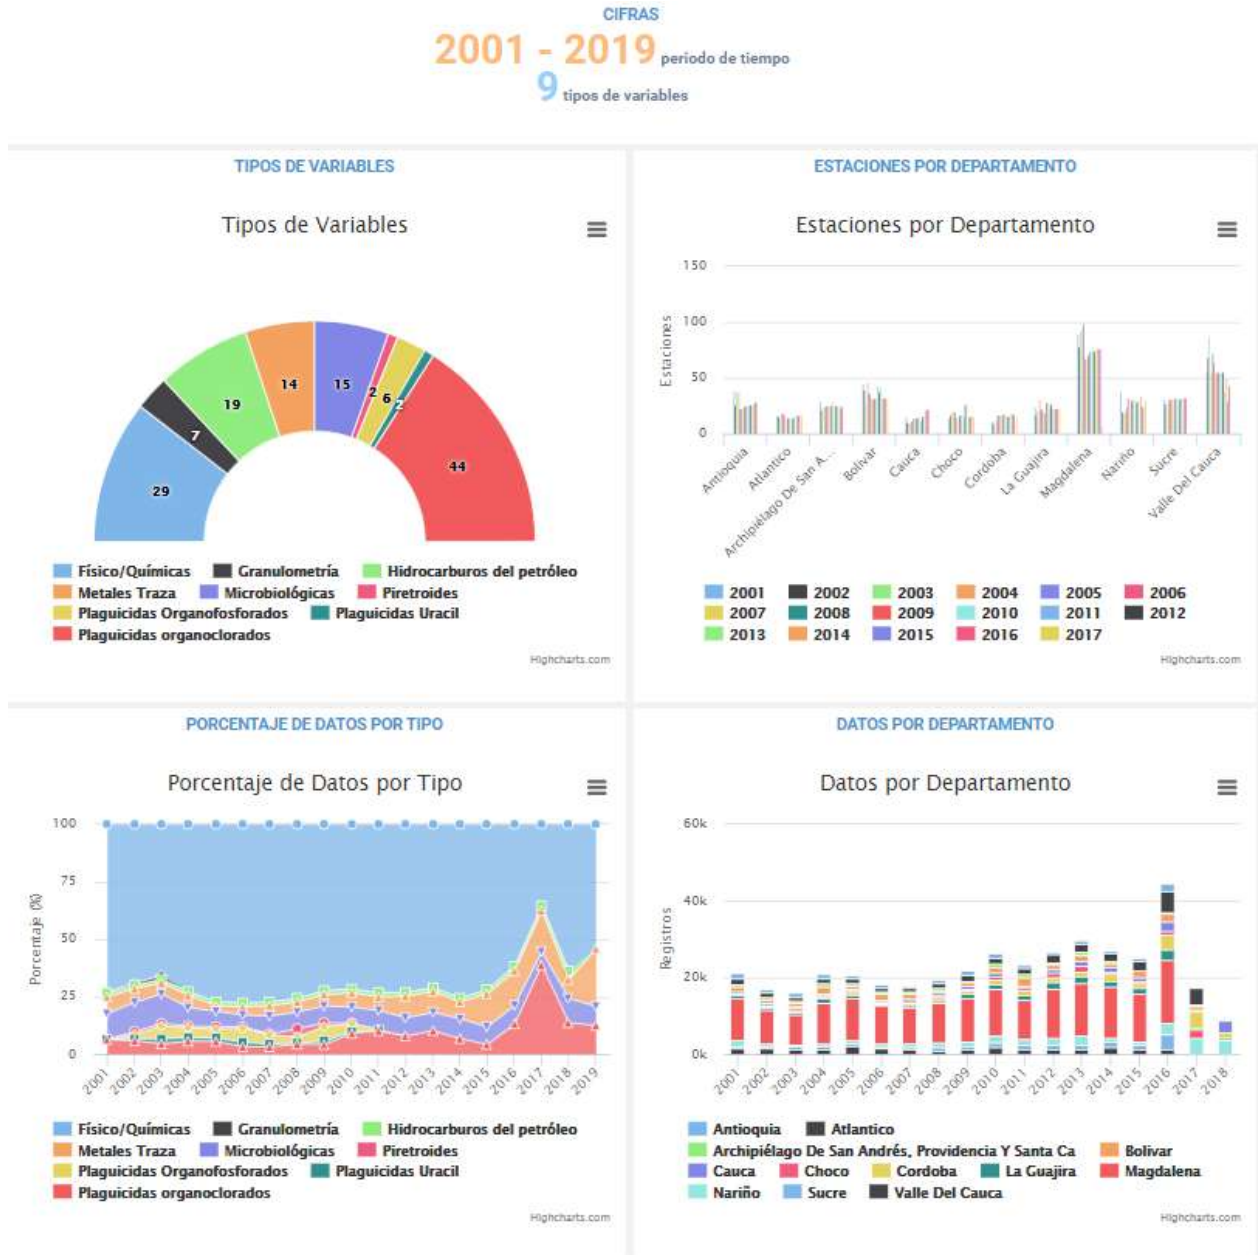 CIFRAS
2001 - 2019 periodo de tiempo
9 tipos de variables
TIPOS DE VARIABLES
Tipos de Variables
29
7
19
14
15
2
6
2
44
Físico/Químicas Granulometría Hidrocarburos del petróleo
Metales Traza Microbiológicas Piretroides
Plaguicidas Organofosforados Plaguicidas Uracil
Plaguicidas organoclorados
Highcharts.com
ESTACIONES POR DEPARTAMENTO
Estaciones por Departamento
Estaciones
150
100
50
0
Antioquia
Atlantico
Archipiélago De San A...
Bolivar
Cauca
Choco
Cordoba
La Guajira
Magdalena
Nariño
Sucre
Valle Del Cauca
2001 2002 2003 2004 2005 2006
2007 2008 2009 2010 2011 2012
2013 2014 2015 2016 2017
Highcharts.com
PORCENTAJE DE DATOS POR TIPO
Porcentaje de Datos por Tipo
Porcentaje (%)
100
75
50
25
0
2001
2002
2003
2004
2005
2006
2007
2008
2009
2010
2011
2012
2013
2014
2015
2016
2017
2018
2019
Físico/Químicas Granulometría Hidrocarburos del petróleo
Metales Traza Microbiológicas Piretroides
Plaguicidas Organofosforados Plaguicidas Uracil
Plaguicidas organoclorados
Highcharts.com
DATOS POR DEPARTAMENTO
Datos por Departamento
Registros
60k
40k
20k
0k
2001
2002
2003
2004
2005
2006
2007
2008
2009
2010
2011
2012
2013
2014
2015
2016
2017
2018
Antioquia Atlantico
Archipiélago De San Andrés, Providencia Y Santa Ca Bolivar
Cauca Choco Cordoba La Guajira Magdalena
Nariño Sucre Valle Del Cauca
Highcharts.com